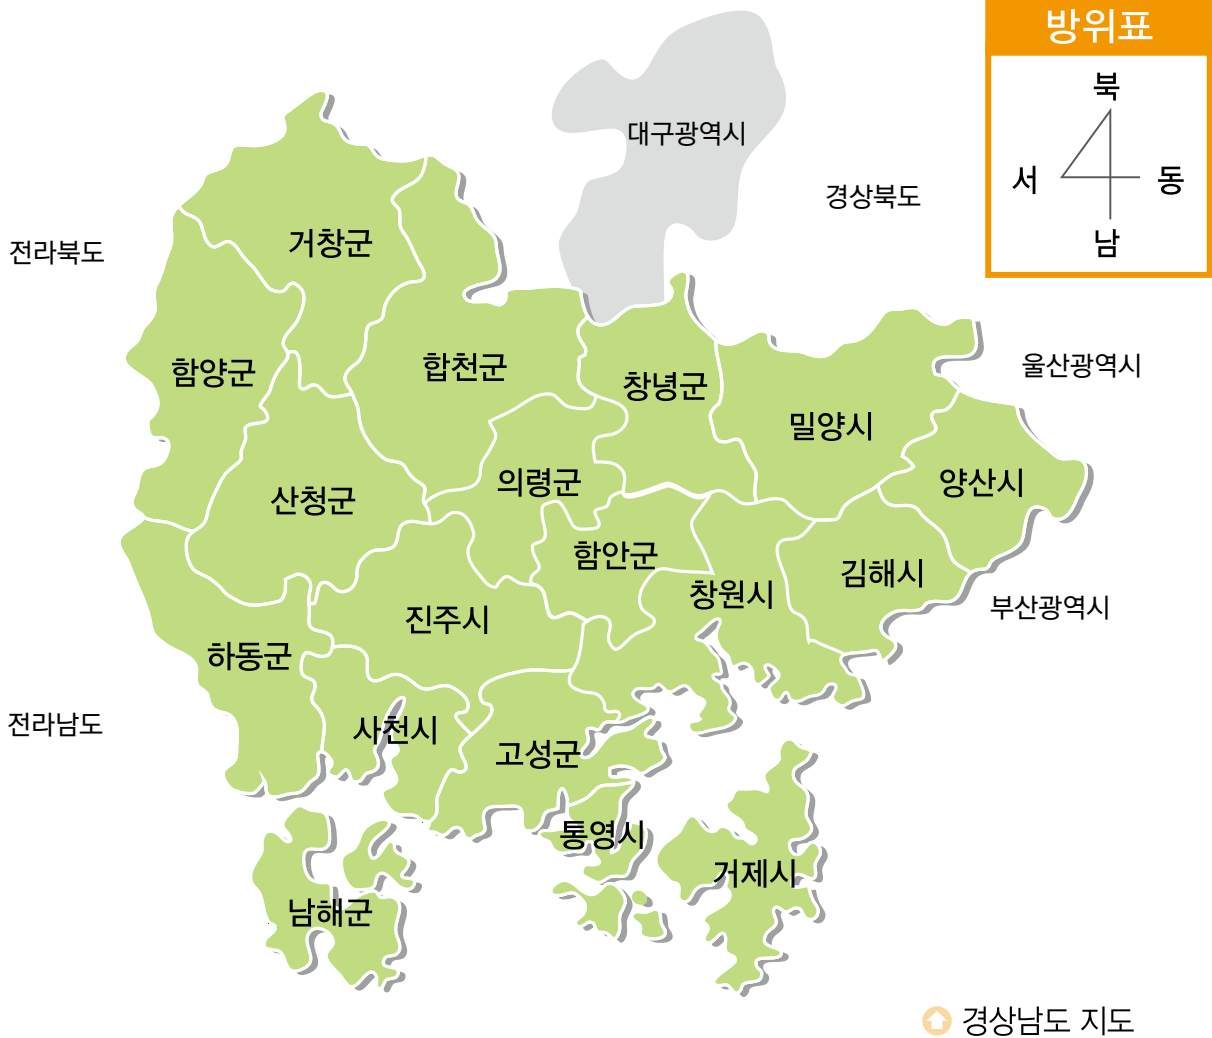 방위표
북
서
동
남
대구광역시
경상북도
전라북도
거창군
울산광역시
함양군
합천군
창녕군
밀양시
양산시
의령군
산청군
함안군
김해시
창원시
부산광역시
진주시
하동군
전라남도
사천시
고성군
통영시
거제시
남해군
경상남도 지도